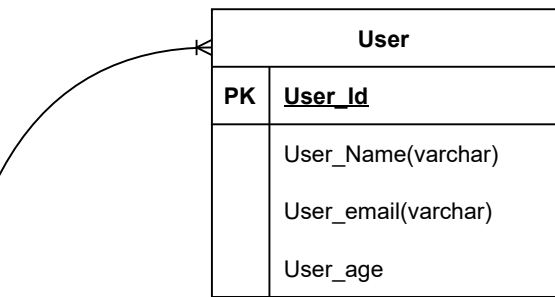 User
PK User_Id
User_Name(varchar)
User_email(varchar)
User_age